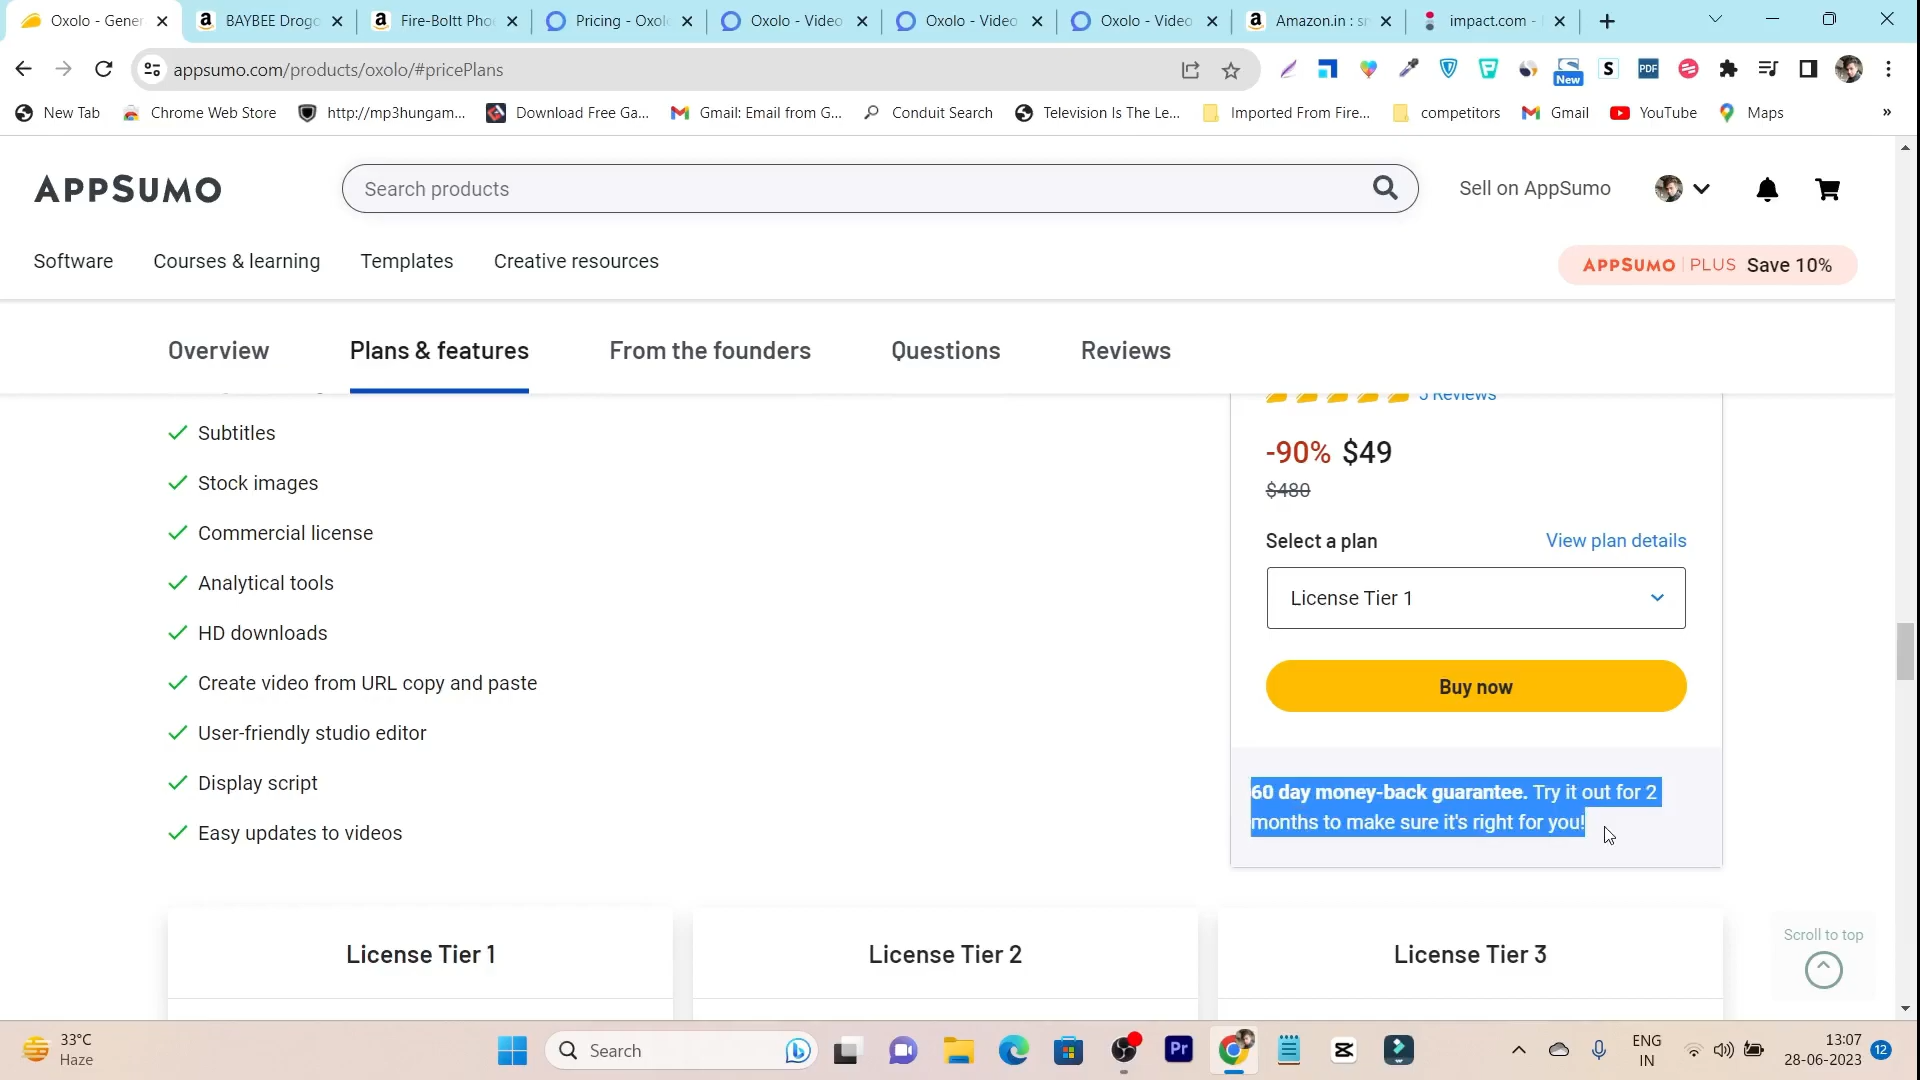 Oxolo - Gener
BAYBEE Drogo
Fire-Boltt Pho
Pricing - Oxol
Oxolo - Video
Oxolo - Video
Oxolo - Video
Amazon.in : sm
impact.com -
appsumo.com/products/oxolo/#pricePlans
New
S
PDF
New Tab
Chrome Web Store
http://mp3hungam...
Download Free Ga...
Gmail: Email from G...
Conduit Search
Television Is The Le...
Imported From Fire...
competitors
Gmail
YouTube
Maps
»
APPSUMO
Search products
Sell on AppSumo
Software
Courses & learning
Templates
Creative resources
APPSUMO | PLUS Save 10%
Overview
Plans & features
From the founders
Questions
Reviews
5 Reviews
Subtitles
Stock images
Commercial license
Analytical tools
HD downloads
Create video from URL copy and paste
User-friendly studio editor
Display script
Easy updates to videos
-90% $49
$480
Select a plan
View plan details
License Tier 1
Buy now
60 day money-back guarantee. Try it out for 2
months to make sure it's right for you!
License Tier 1
License Tier 2
License Tier 3
Scroll to top
33°C
Haze
Search
Pr
ENG
IN
13:07
28-06-2023
12